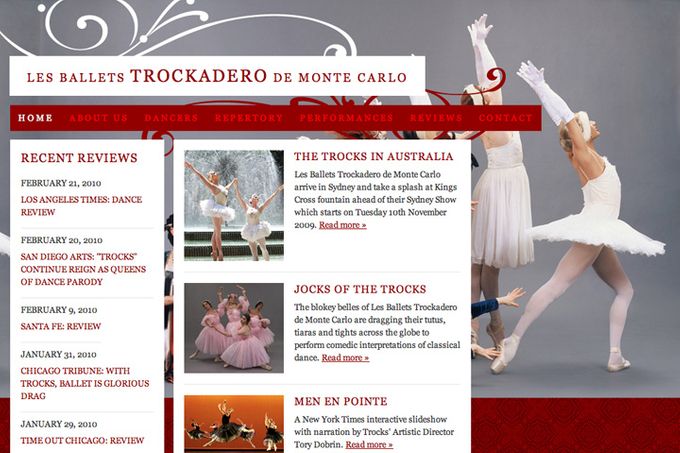 LES BALLETS TROCKADERO DE MONTE CARLO
HOME ABOUT US DANCERS REPERTORY PERFORMANCES REVIEWS CONTACT
RECENT REVIEWS
FEBRUARY 21, 2010
LOS ANGELES TIMES: DANCE
REVIEW
FEBRUARY 20, 2010
SAN DIEGO ARTS: "TROCKS"
CONTINUE REIGN AS QUEENS
OF DANCE PARODY
FEBRUARY 9, 2010
SANTA FE: REVIEW
JANUARY 31, 2010
CHICAGO TRIBUNE: WITH
TROCKS, BALLET IS GLORIOUS
DRAG
JANUARY 29, 2010
TIME OUT CHICAGO: REVIEW
THE TROCKS IN AUSTRALIA
Les Ballets Trockadero de Monte Carlo
arrive in Sydney and take a splash at Kings
Cross fountain ahead of their Sydney Show
which starts on Tuesday 10th November
2009. Read more »
JOCKS OF THE TROCKS
The blokey belles of Les Ballets Trockadero
de Monte Carlo are dragging their tutus,
tiaras and tights across the globe to
perform comedic interpretations of classical
dance. Read more »
MEN EN POINTE
A New York Times interactive slideshow
with narration by Trocks' Artistic Director
Tory Dobrin. Read more »